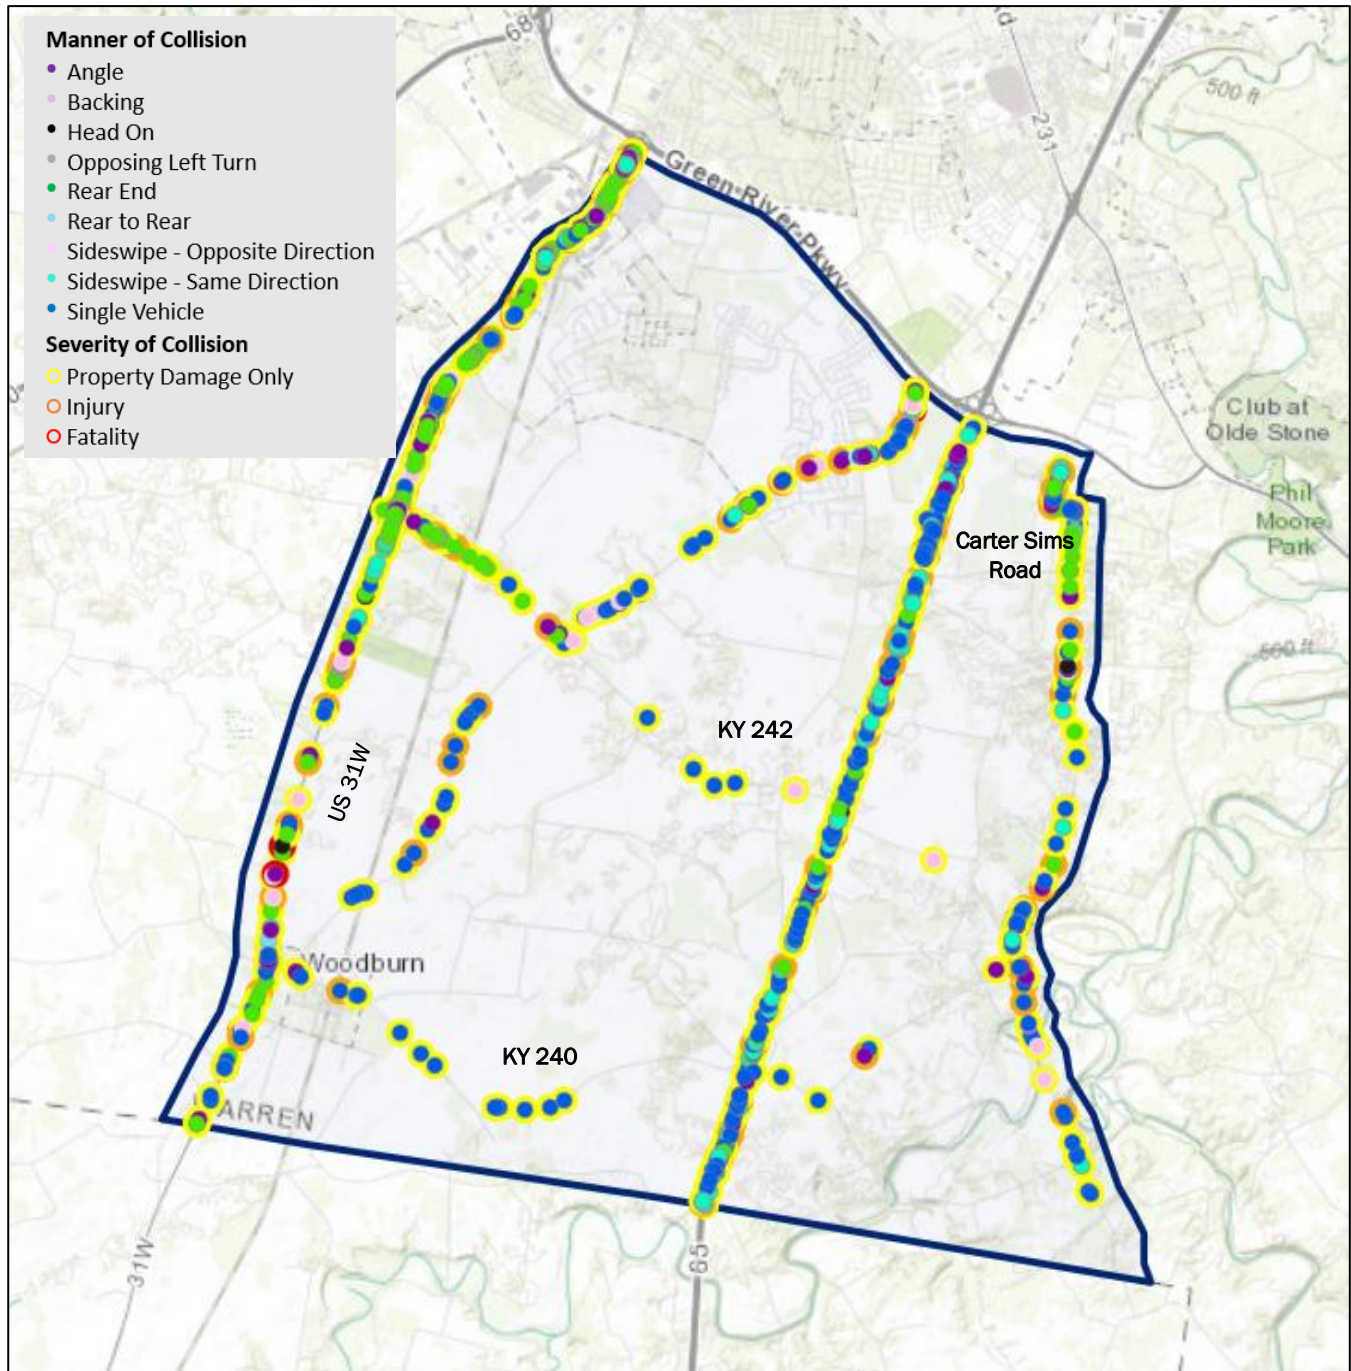 Manner of Collision
Angle
Backing
Head On
Opposing Left Turn
Rear End
Rear to Rear
Sideswipe - Opposite Direction
Sideswipe - Same Direction
Single Vehicle
Severity of Collision
Property Damage Only
Injury
Fatality
68
231
500 ft
Green-River-Pkwy
Club at
Olde Stone
Phil
Moore
Park
Carter Sims
Road
500 ft
KY 242
US 31W
Woodburn
KY 240
WARREN
31W
65